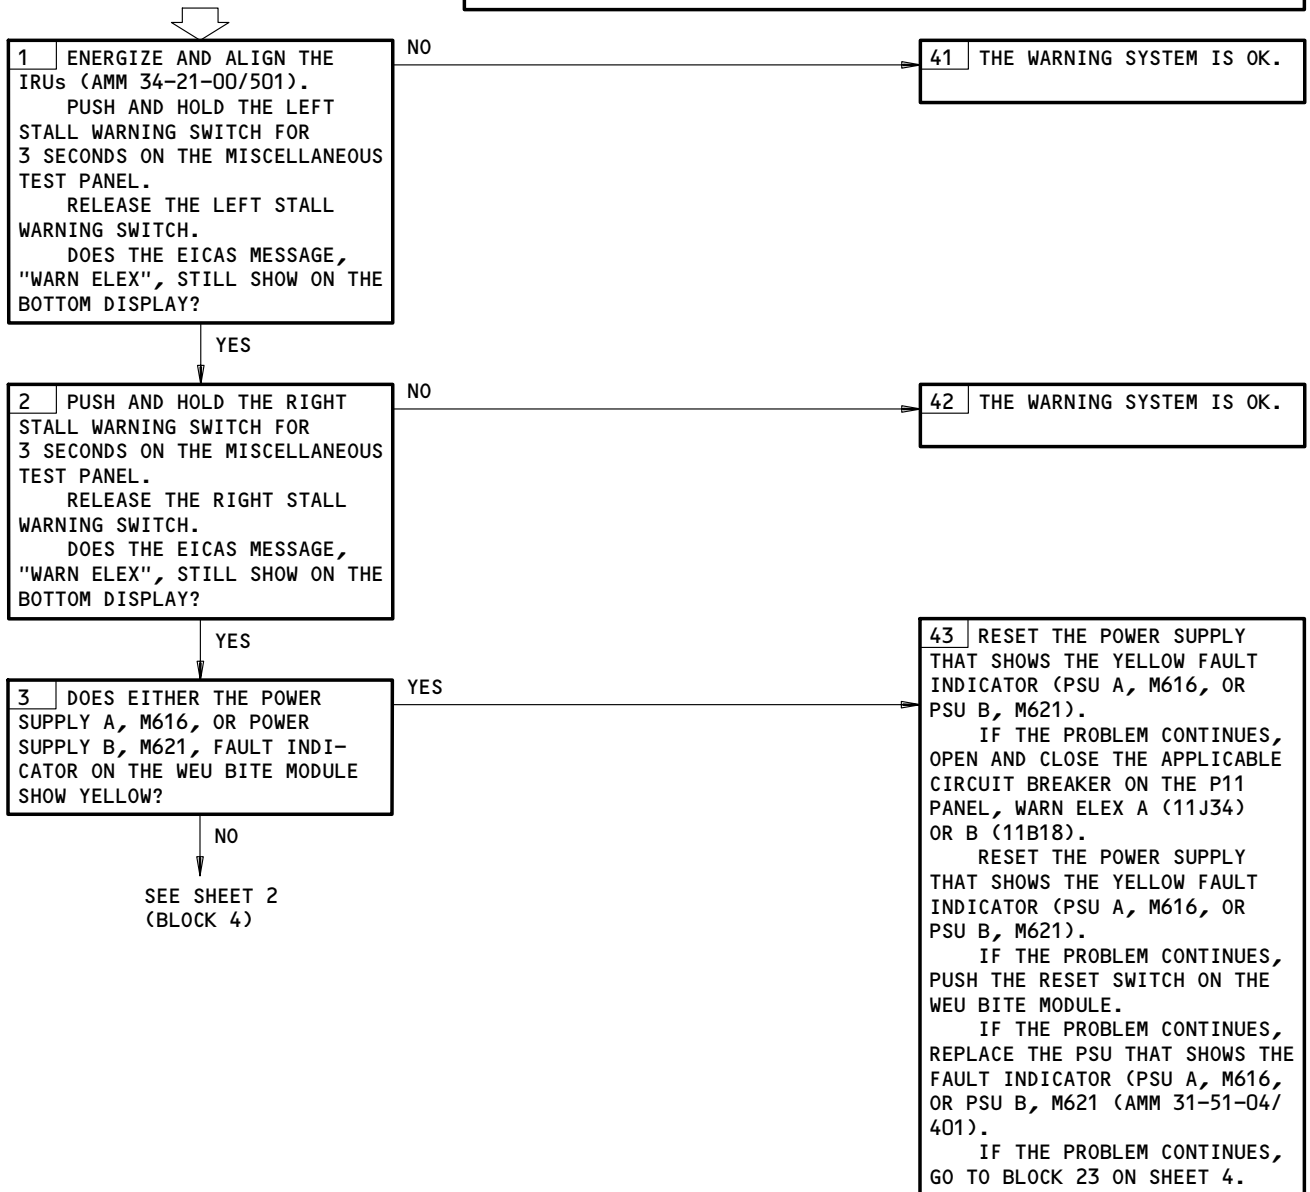 1 ENERGIZE AND ALIGN THE
IRUs (AMM 34-21-00/501).
PUSH AND HOLD THE LEFT
STALL WARNING SWITCH FOR
3 SECONDS ON THE MISCELLANEOUS
TEST PANEL.
RELEASE THE LEFT STALL
WARNING SWITCH.
DOES THE EICAS MESSAGE,
"WARN ELEX", STILL SHOW ON THE
BOTTOM DISPLAY?
NO
41 THE WARNING SYSTEM IS OK.
YES
2 PUSH AND HOLD THE RIGHT
STALL WARNING SWITCH FOR
3 SECONDS ON THE MISCELLANEOUS
TEST PANEL.
RELEASE THE RIGHT STALL
WARNING SWITCH.
DOES THE EICAS MESSAGE,
"WARN ELEX", STILL SHOW ON THE
BOTTOM DISPLAY?
NO
42 THE WARNING SYSTEM IS OK.
YES
3 DOES EITHER THE POWER
SUPPLY A, M616, OR POWER
SUPPLY B, M621, FAULT INDI-
CATOR ON THE WEU BITE MODULE
SHOW YELLOW?
YES
43 RESET THE POWER SUPPLY
THAT SHOWS THE YELLOW FAULT
INDICATOR (PSU A, M616, OR
PSU B, M621).
IF THE PROBLEM CONTINUES,
OPEN AND CLOSE THE APPLICABLE
CIRCUIT BREAKER ON THE P11
PANEL, WARN ELEX A (11J34)
OR B (11B18).
RESET THE POWER SUPPLY
THAT SHOWS THE YELLOW FAULT
INDICATOR (PSU A, M616, OR
PSU B, M621).
IF THE PROBLEM CONTINUES,
PUSH THE RESET SWITCH ON THE
WEU BITE MODULE.
IF THE PROBLEM CONTINUES,
REPLACE THE PSU THAT SHOWS THE
FAULT INDICATOR (PSU A, M616,
OR PSU B, M621 (AMM 31-51-04/
401).
IF THE PROBLEM CONTINUES,
GO TO BLOCK 23 ON SHEET 4.
NO
SEE SHEET 2
(BLOCK 4)